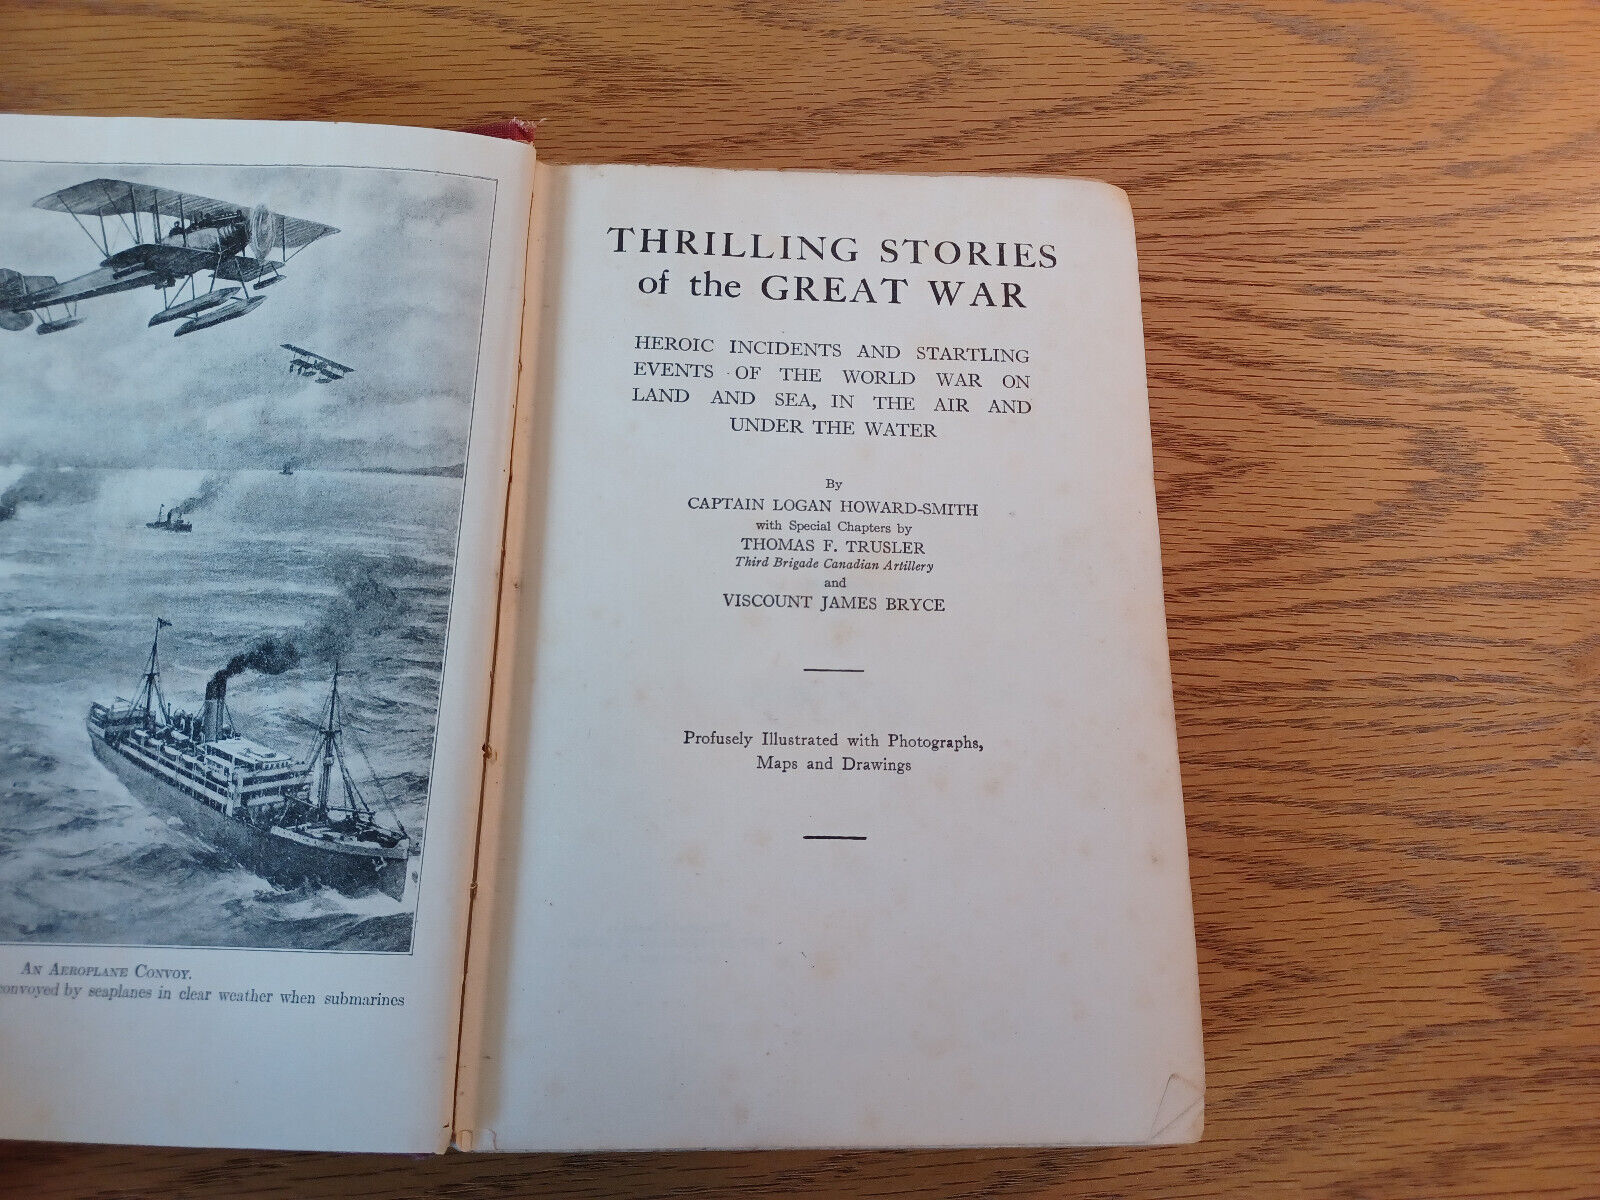 AN AEROPLANE CONVOY.
convoyed by seaplanes in clear weather when submarines
THRILLING STORIES
of the GREAT WAR
HEROIC INCIDENTS AND STARTLING
EVENTS OF THE WORLD WAR ON
LAND AND SEA, IN THE AIR AND
UNDER THE WATER
By
CAPTAIN LOGAN HOWARD-SMITH
with Special Chapters by
THOMAS F. TRUSLER
Third Brigade Canadian Artillery
and
VISCOUNT JAMES BRYCE
Profusely Illustrated with Photographs,
Maps and Drawings